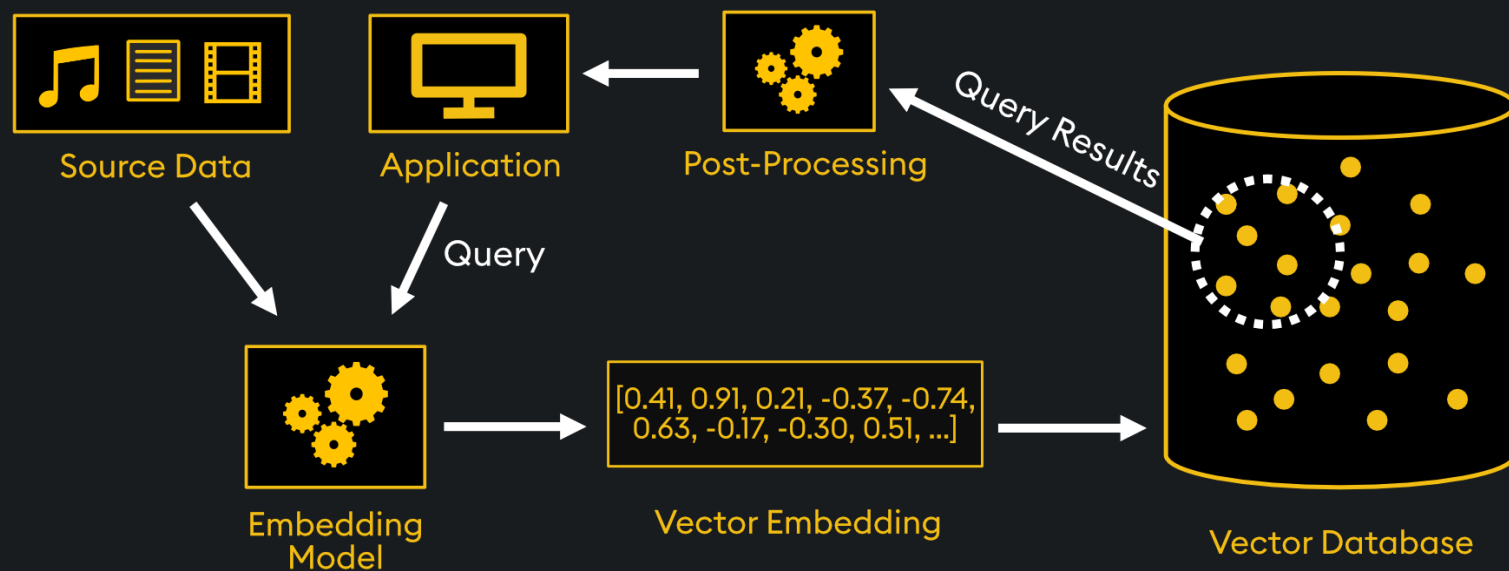 Source Data
Application
Post-Processing
Query Results
Query
[0.41, 0.91, 0.21, -0.37, -0.74,
0.63, -0.17, -0.30, 0.51, ...]
Embedding
Model
Vector Embedding
Vector Database